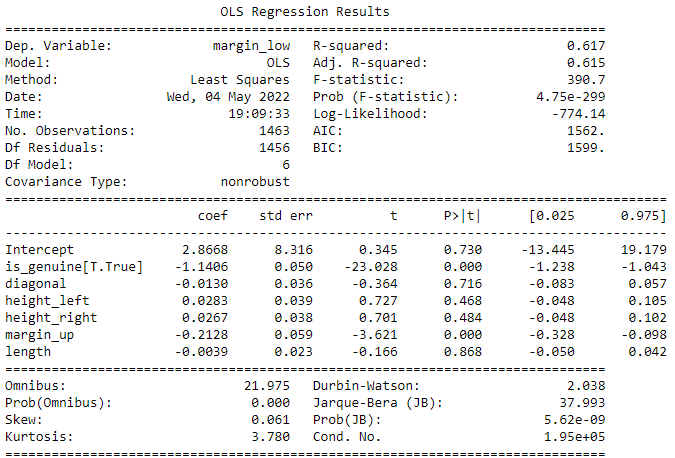 OLS Regression Results
==============================================================================
Dep. Variable:             margin_low   R-squared:                       0.617
Model:                            OLS   Adj. R-squared:                  0.615
Method:                 Least Squares   F-statistic:                     390.7
Date:                Wed, 04 May 2022   Prob (F-statistic):          4.75e-299
Time:                        19:09:33   Log-Likelihood:                -774.14
No. Observations:                1463   AIC:                             1562.
Df Residuals:                    1456   BIC:                             1599.
Df Model:                           6
Covariance Type:            nonrobust
======================================================================================
                         coef    std err          t      P>|t|      [0.025      0.975]
--------------------------------------------------------------------------------------
Intercept              2.8668      8.316      0.345      0.730     -13.445      19.179
is_genuine[T.True]    -1.1406      0.050    -23.028      0.000      -1.238      -1.043
diagonal              -0.0130      0.036     -0.364      0.716      -0.083       0.057
height_left            0.0283      0.039      0.727      0.468      -0.048       0.105
height_right           0.0267      0.038      0.701      0.484      -0.048       0.102
margin_up             -0.2128      0.059     -3.621      0.000      -0.328      -0.098
length                -0.0039      0.023     -0.166      0.868      -0.050       0.042
==============================================================================
Omnibus:                       21.975   Durbin-Watson:                   2.038
Prob(Omnibus):                  0.000   Jarque-Bera (JB):               37.993
Skew:                           0.061   Prob(JB):                     5.62e-09
Kurtosis:                       3.780   Cond. No.                     1.95e+05
==============================================================================